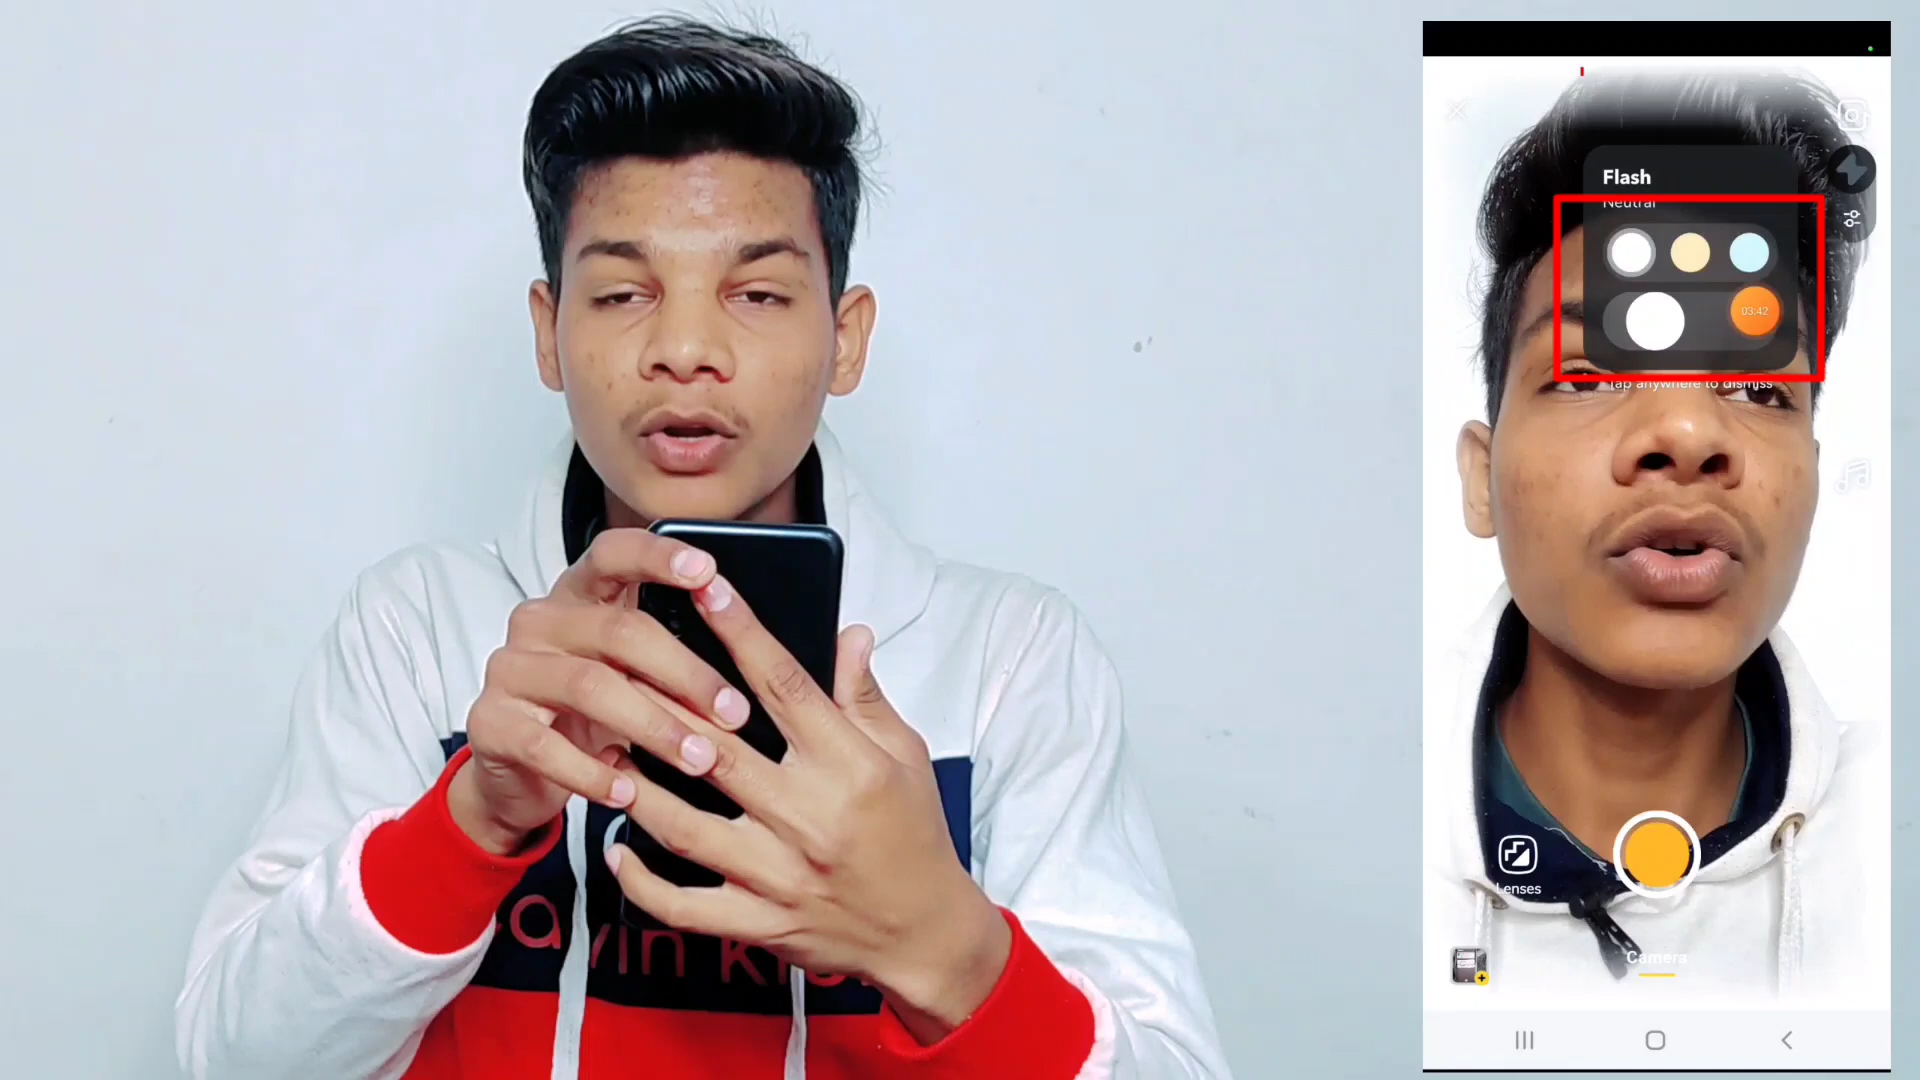 Flash
Neutral
03:42
Tap anywhere to dismiss
Lenses
Camera